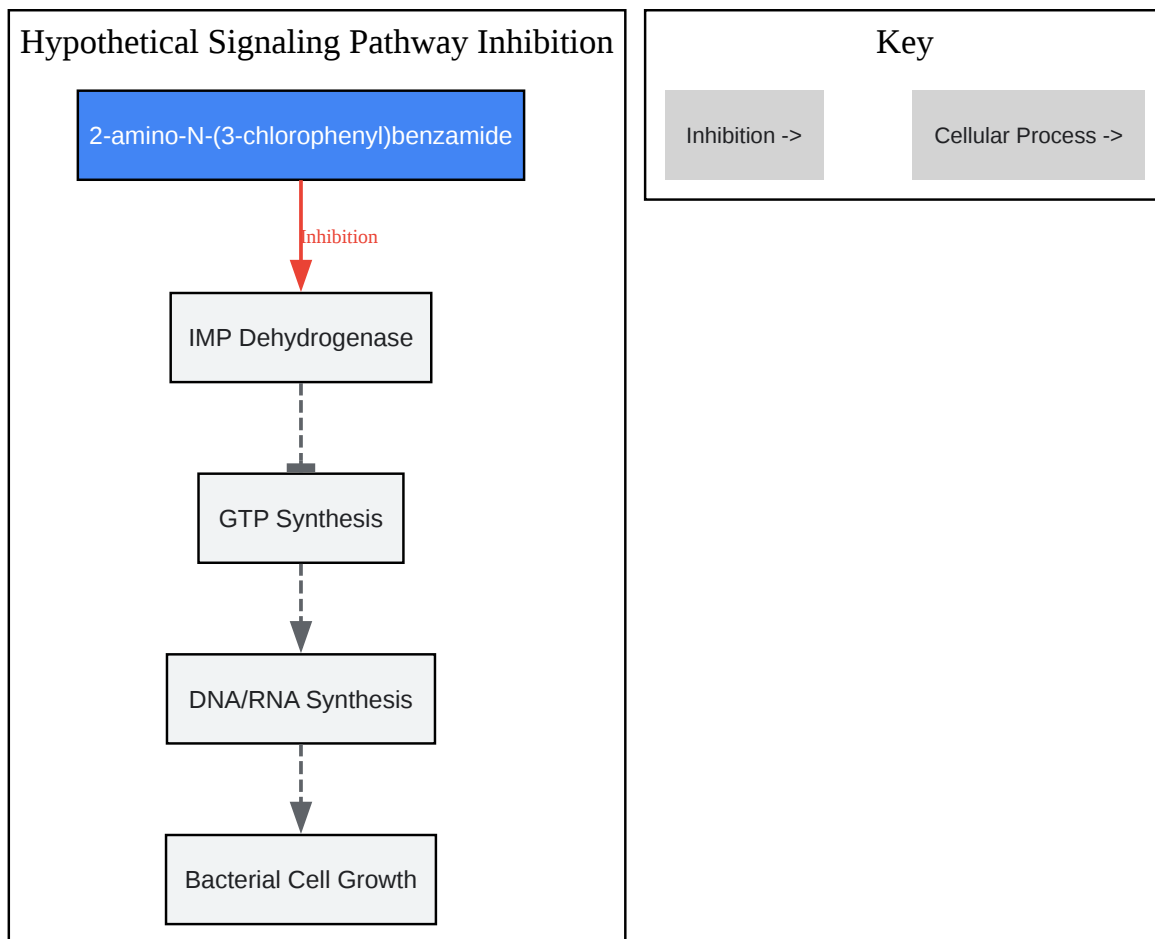 Hypothetical Signaling Pathway Inhibition
2-amino-N-(3-chlorophenyl)benzamide
Inhibition
IMP Dehydrogenase
GTP Synthesis
DNA/RNA Synthesis
Bacterial Cell Growth
Key
Inhibition ->
Cellular Process ->